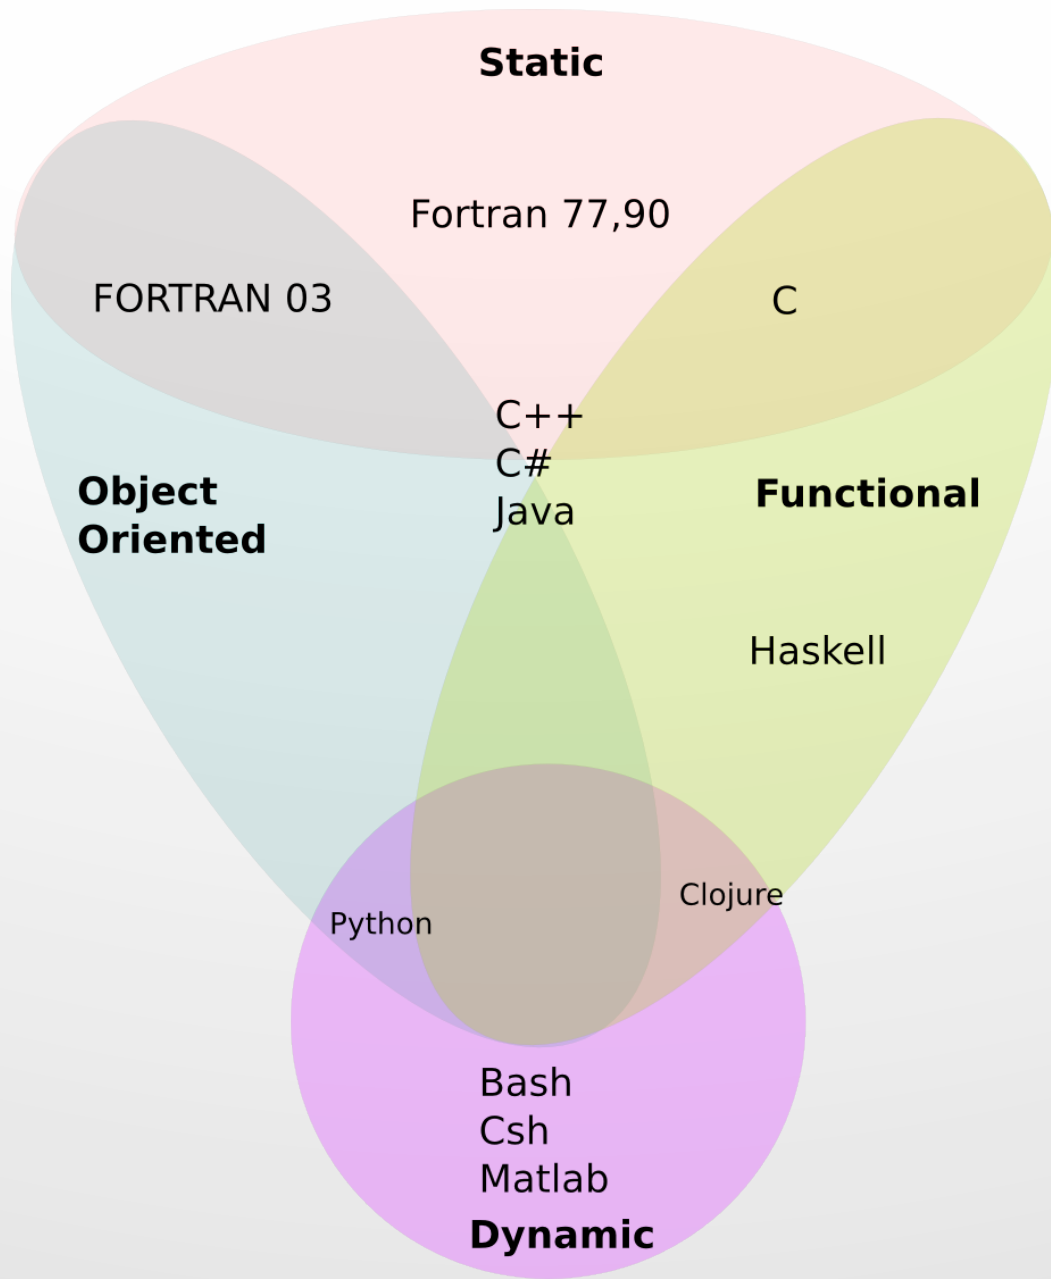 Static
Fortran 77,90
FORTRAN 03
C
C++
C#
Java
Object
Oriented
Functional
Haskell
Python
Clojure
Bash
Csh
Matlab
Dynamic